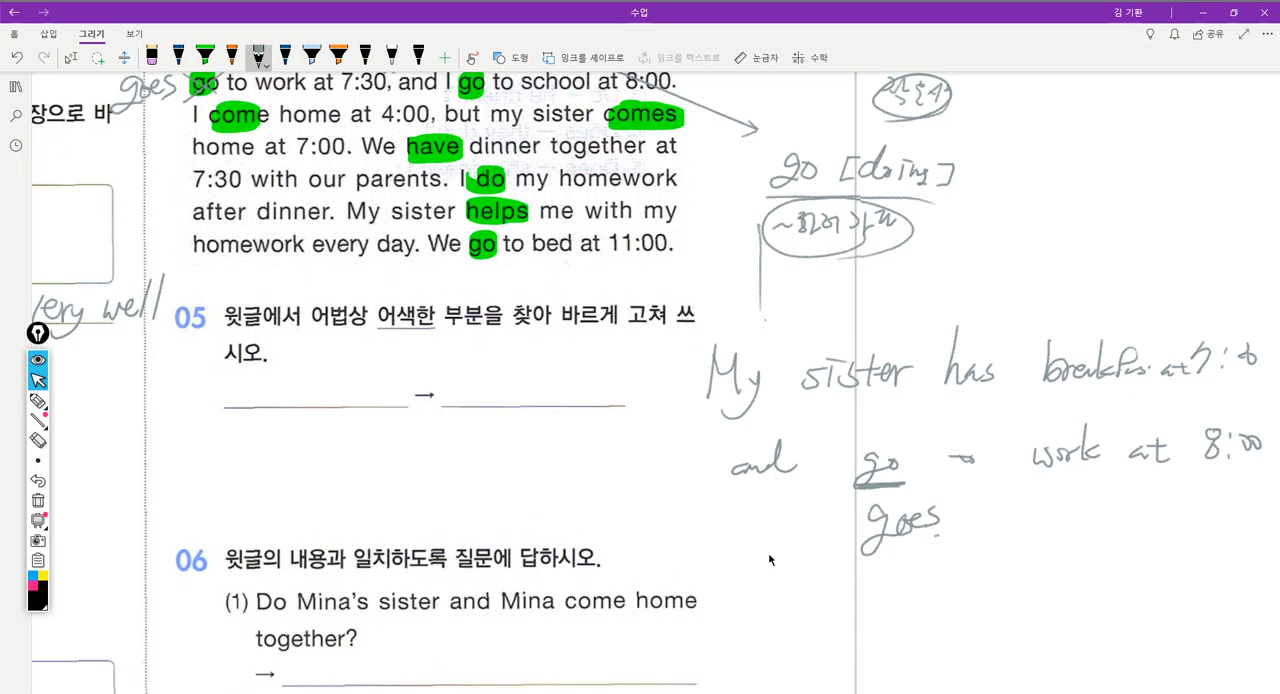 수업
김 기환
홈 삽입 그리기 보기
공유
도형 잉크를 셰이프로 잉크를 텍스트로 눈금자 수학
goes
go to work at 7:30, and I go to school at 8:00.
장으로 바
I come home at 4:00, but my sister comes
home at 7:00. We have dinner together at
7:30 with our parents. I do my homework
after dinner. My sister helps me with my
homework every day. We go to bed at 11:00.
go [doing]
very well
05 윗글에서 어법상 어색한 부분을 찾아 바르게 고쳐 쓰
시오.
→
My sister has at 7:
and go to work at 8:00
goes
06 윗글의 내용과 일치하도록 질문에 답하시오.
(1) Do Mina's sister and Mina come home
together?
→